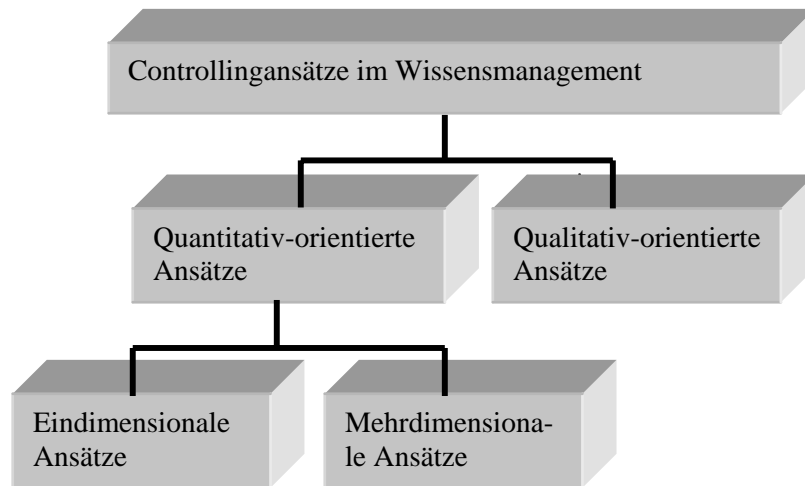 Controllingansätze im Wissensmanagement
Quantitativ-orientierte
Ansätze
Qualitativ-orientierte
Ansätze
Eindimensionale
Ansätze
Mehrdimensiona-
le Ansätze